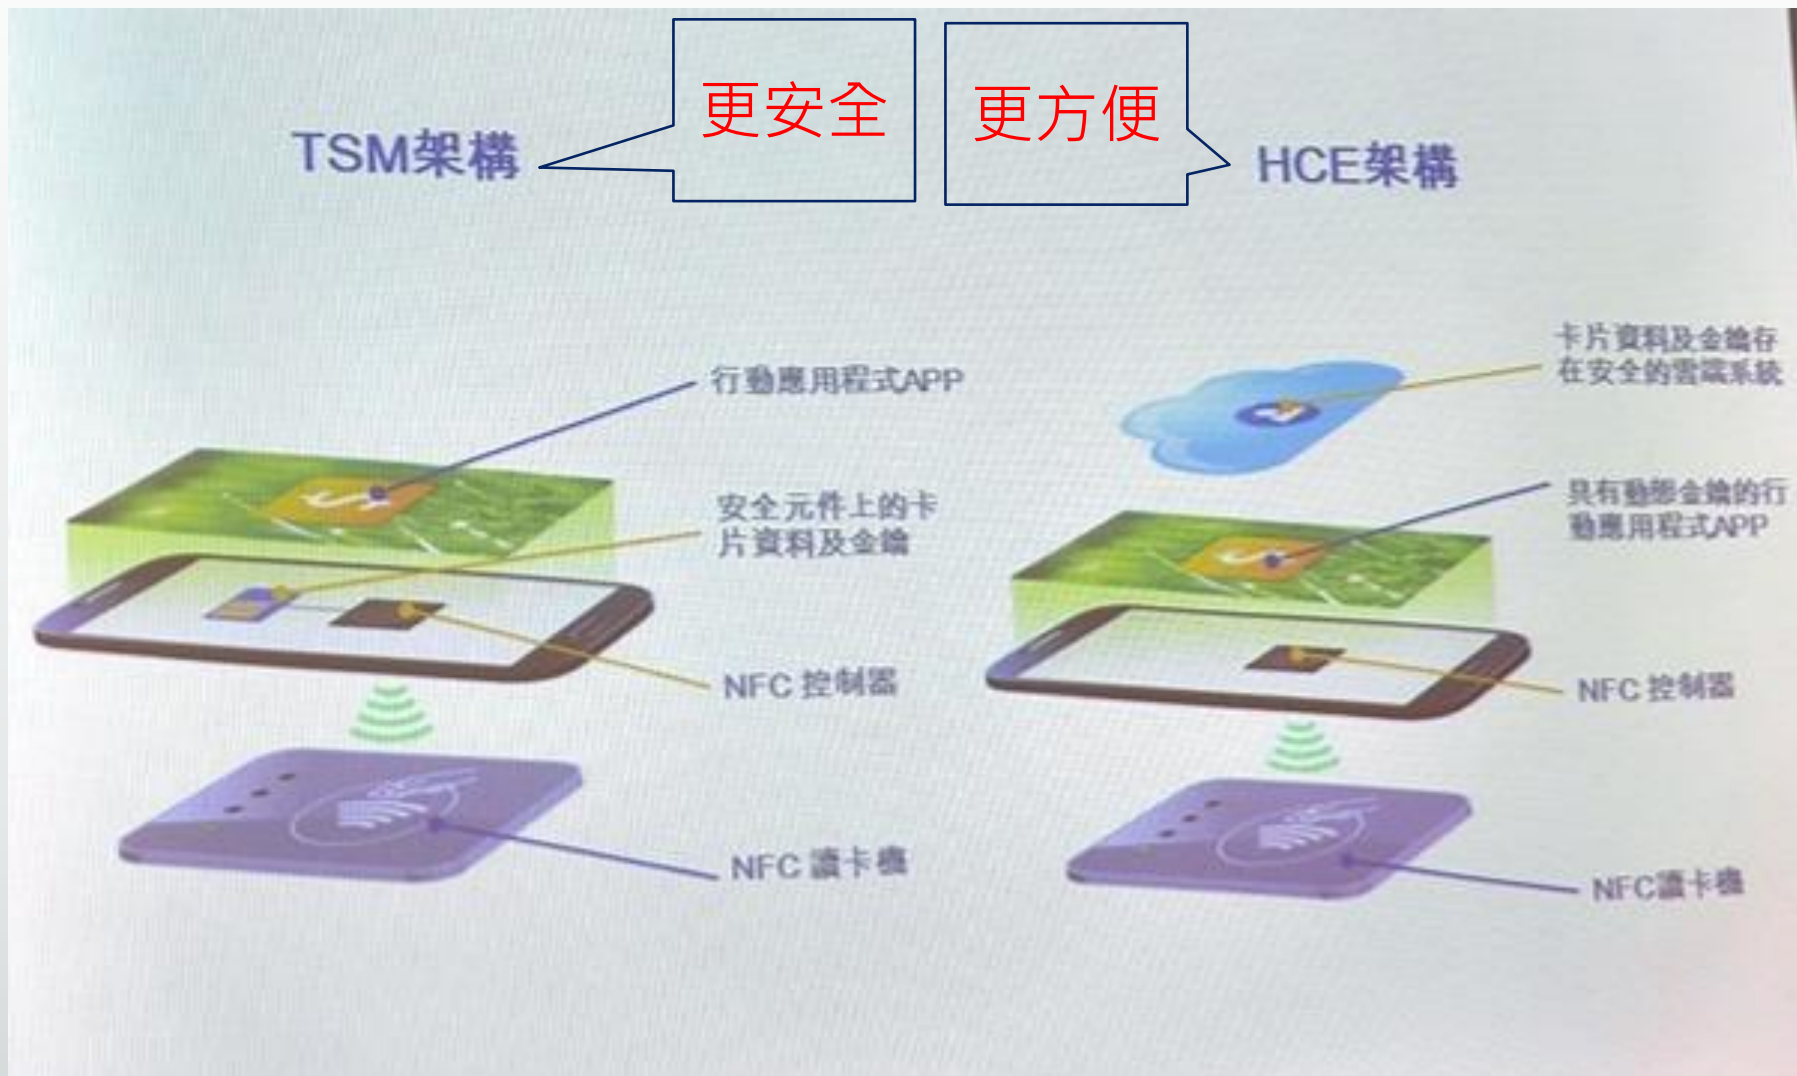 更安全
更方便
TSM架構
HCE架構
行動應用程式APP
安全元件上的卡
片資料及金鑰
NFC 控制器
NFC 讀卡機
卡片資料及金鑰存
在安全的雲端系統
具有動態金鑰的行
動應用程式APP
NFC 控制器
NFC讀卡機